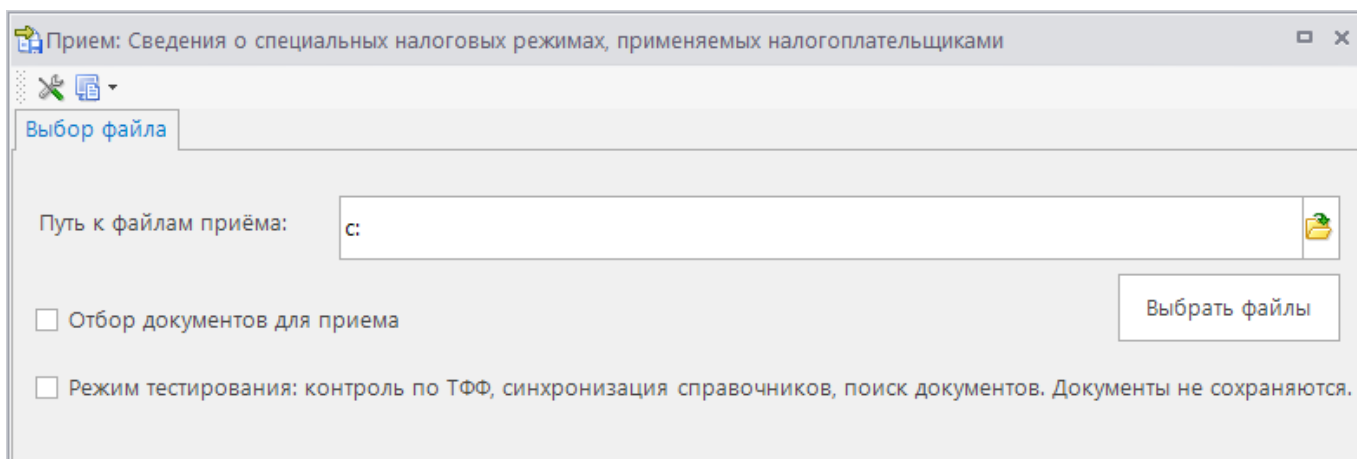 Прием: Сведения о специальных налоговых режимах, применяемых налогоплательщиками
Выбор файла
Путь к файлам приёма:
c:
Выбрать файлы
Отбор документов для приема
Режим тестирования: контроль по ТФФ, синхронизация справочников, поиск документов. Документы не сохраняются.